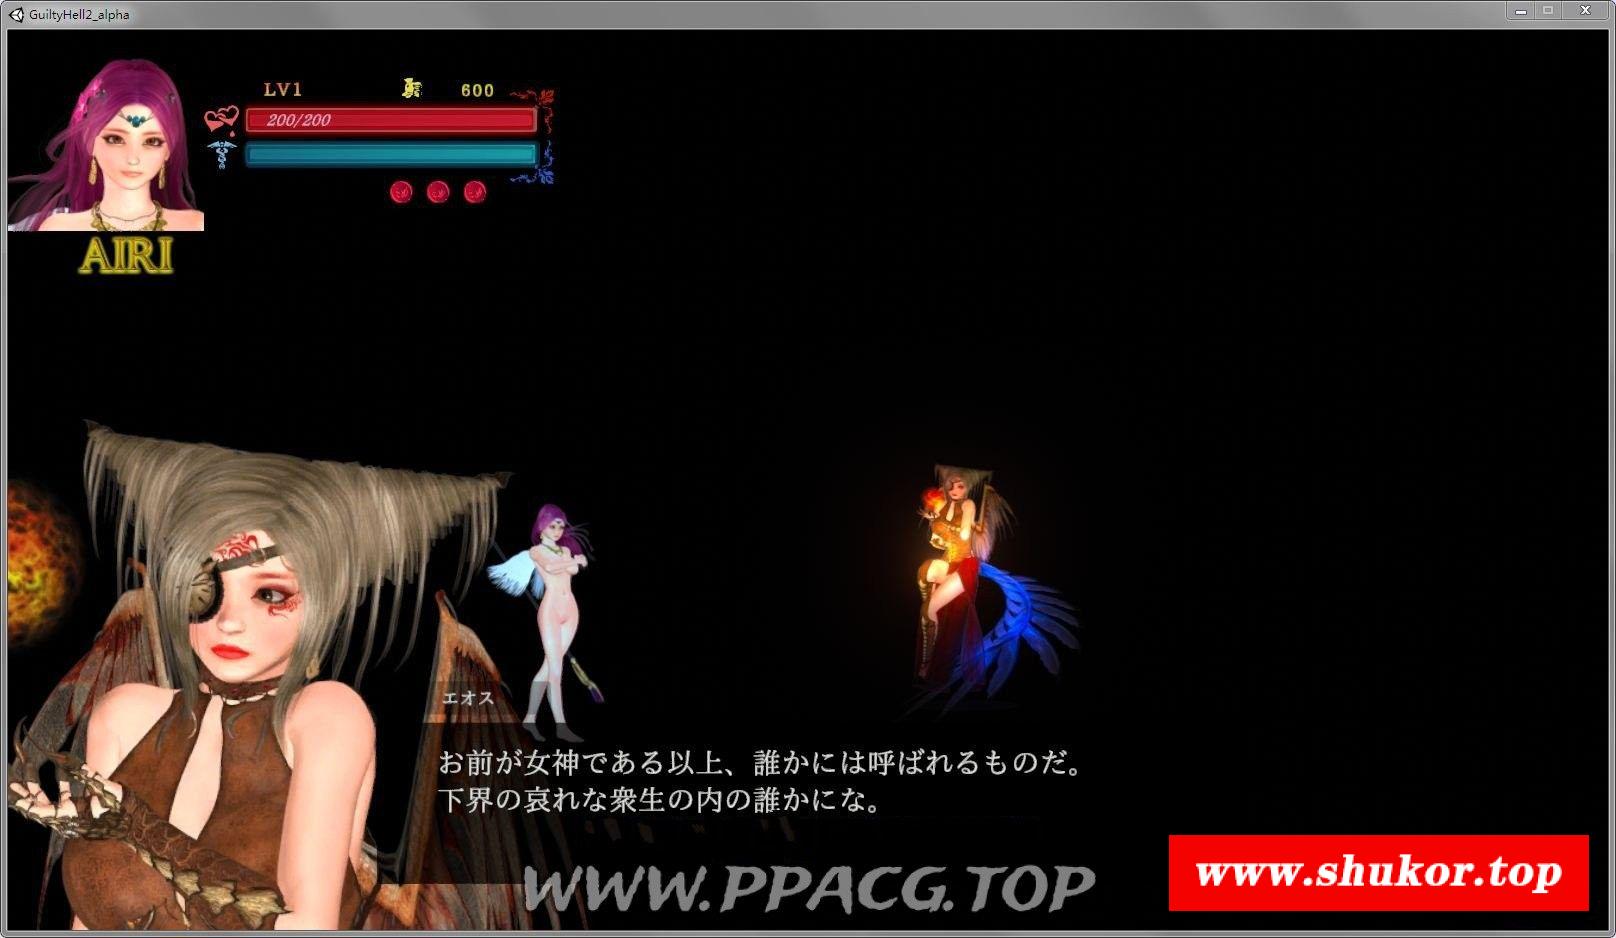 GuiltyHell2_alpha
LV1
600
200/200
AIRI
エオス
お前が女神である以上、誰かには呼ばれるものだ。
下界の哀れな衆生の内の誰かにな。
WWW.PPACG.TOP
www.shukor.top